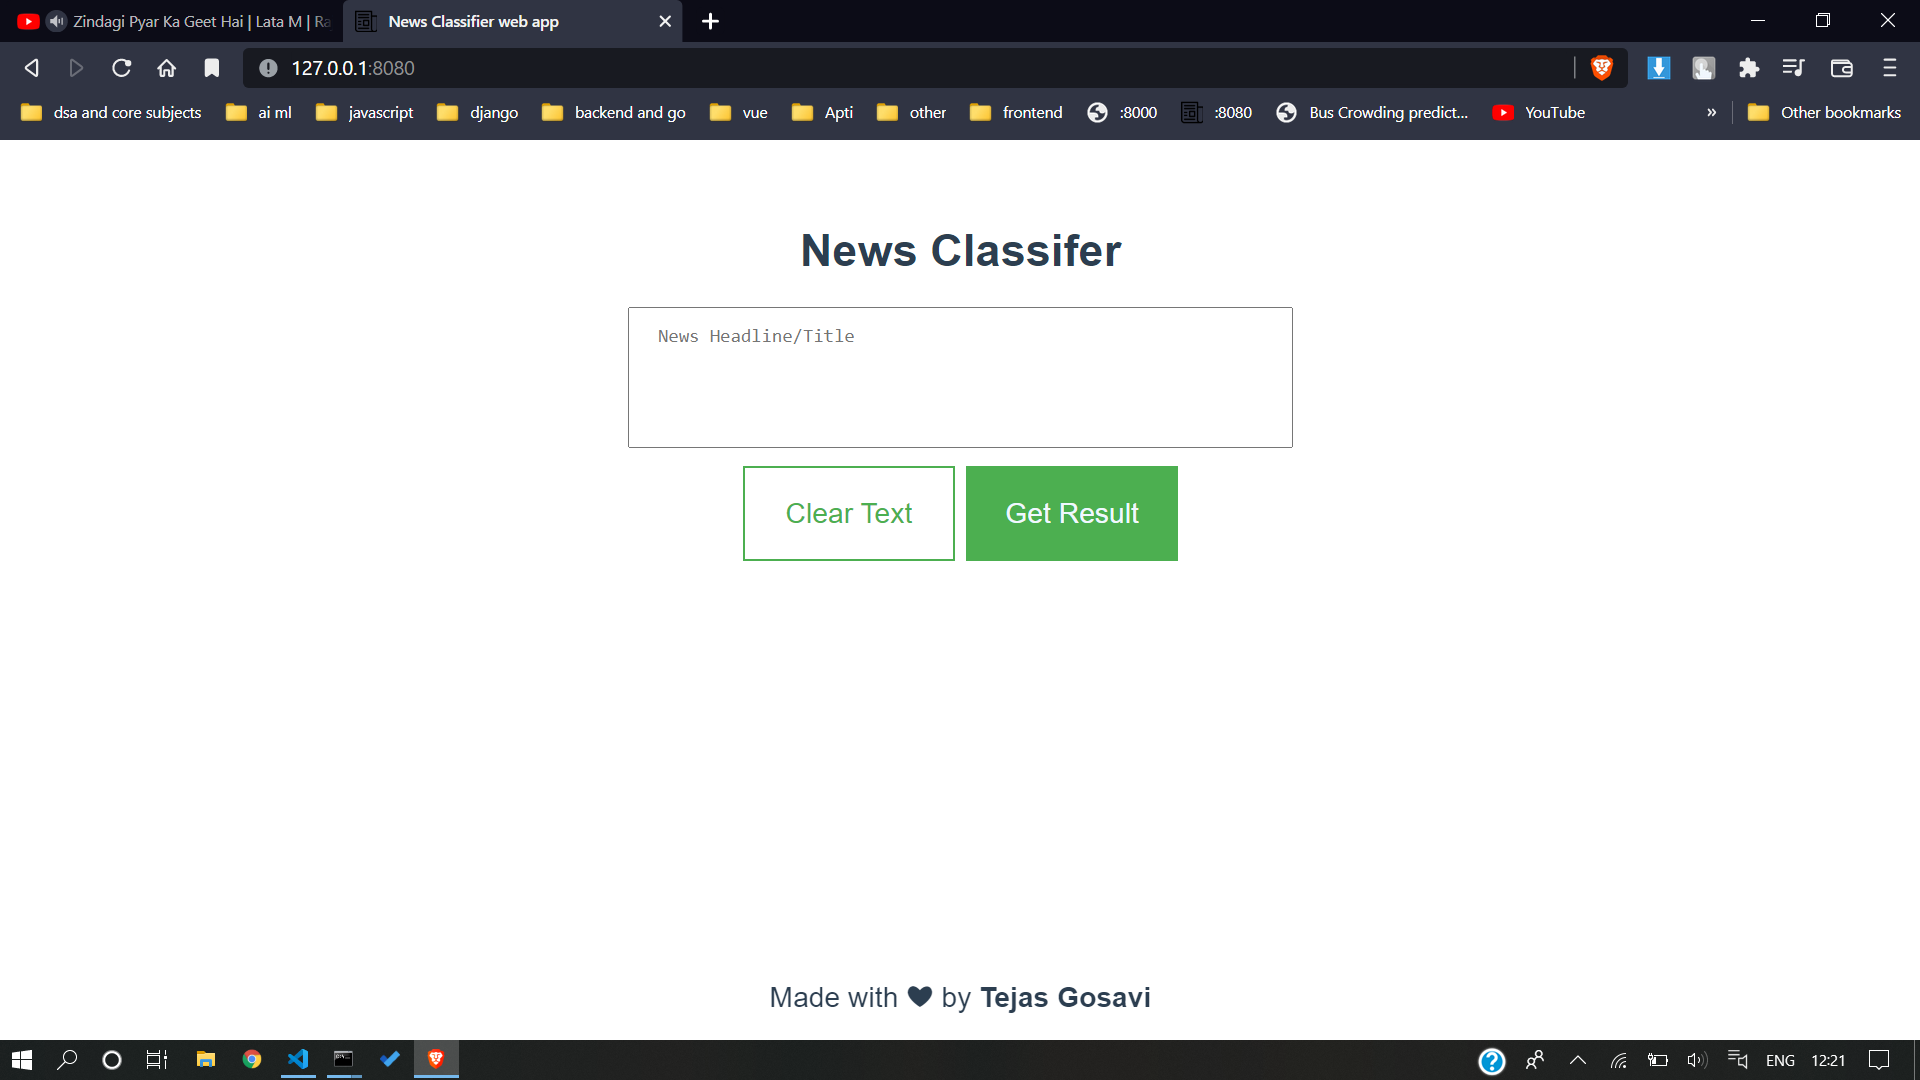 Zindagi Pyar Ka Geet Hai | Lata M | Ra
News Classifier web app
127.0.0.1:8080
dsa and core subjects
ai ml
javascript
django
backend and go
vue
Apti
other
frontend
:8000
:8080
Bus Crowding predict...
YouTube
»
Other bookmarks
News Classifer
News Headline/Title
Clear Text
Get Result
Made with ♥ by Tejas Gosavi
ENG
12:21